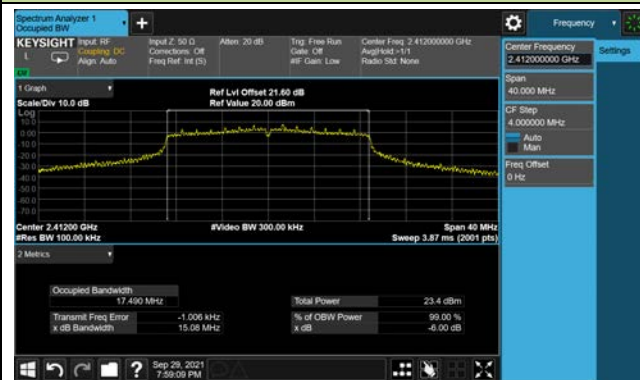 Spectrum Analyzer 1
Occupied BW
+
Frequency
KEYSIGHT
L
Input: RF
Coupling: DC
Align: Auto
Input Z: 50 Ω
Corrections: Off
Freq Ref: Int (S)
Atten: 20 dB
Trig: Free Run
Gate: Off
#IF Gain: Low
Center Freq: 2.412000000 GHz
Avg|Hold:>1/1
Radio Std: None
Center Frequency
2.412000000 GHz
Settings
Span
40.000 MHz
CF Step
4.000000 MHz
Auto
Man
Freq Offset
0 Hz
1 Graph
Scale/Div 10.0 dB
Ref Lvl Offset 21.60 dB
Ref Value 20.00 dBm
Log
10.0
0.00
-10.0
-20.0
-30.0
-40.0
-50.0
-60.0
-70.0
Center 2.41200 GHz
#Res BW 100.00 kHz
#Video BW 300.00 kHz
Span 40 MHz
Sweep 3.87 ms (2001 pts)
2 Metrics
Occupied Bandwidth
17.490 MHz
Total Power 23.4 dBm
Transmit Freq Error -1.006 kHz
% of OBW Power 99.00 %
x dB Bandwidth 15.08 MHz
x dB -6.00 dB
?
Sep 29, 2021
7:59:09 PM